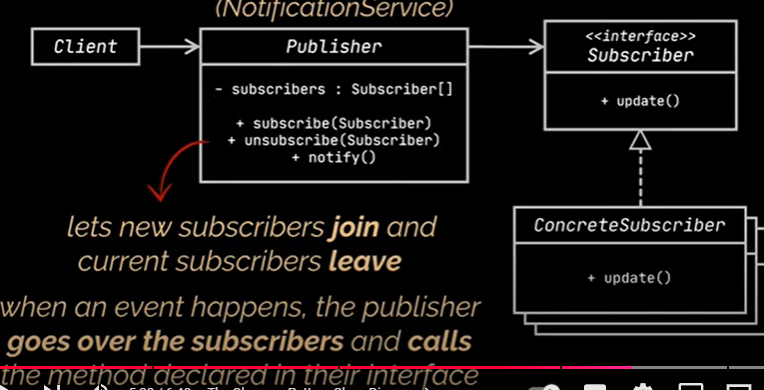 (NotificationService)
Client
Publisher
- subscribers : Subscriber[]
+ subscribe(Subscriber)
+ unsubscribe(Subscriber)
+ notify()
<<interface>>
Subscriber
+ update()
ConcreteSubscriber
+ update()
lets new subscribers join and
current subscribers leave
when an event happens, the publisher
goes over the subscribers and calls
the method declared in their interface